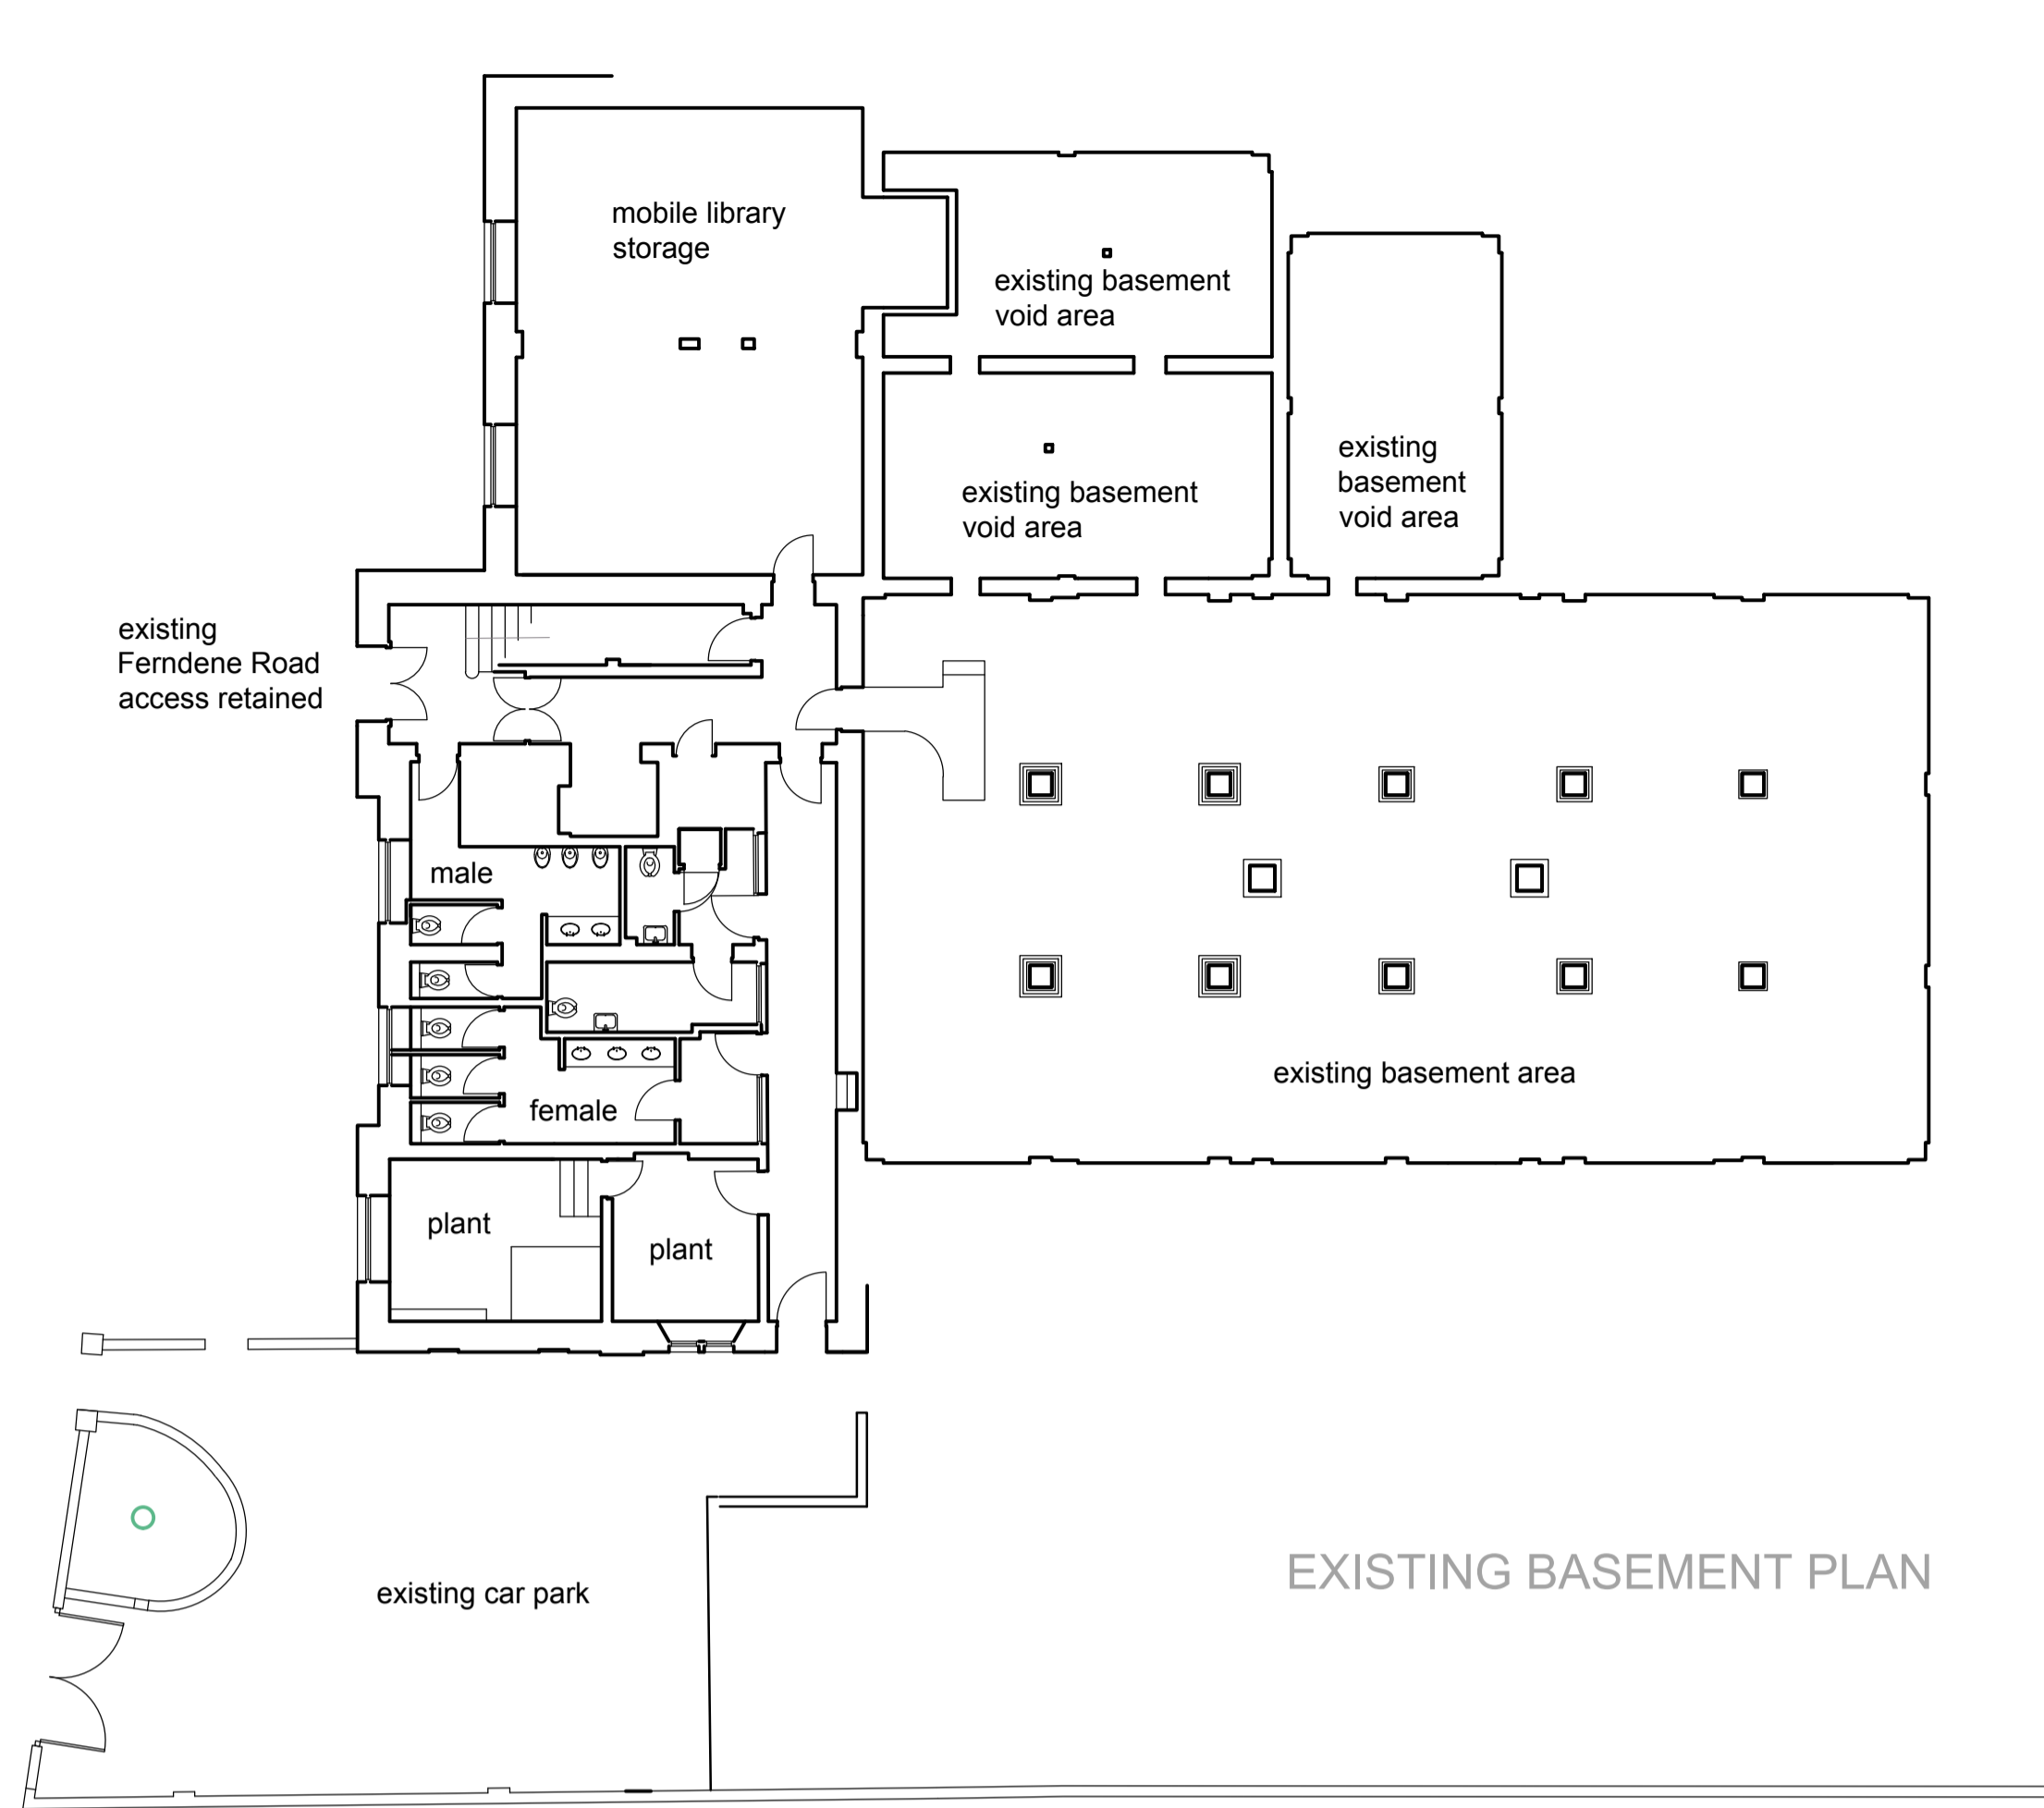 mobile library
storage
existing basement
void area
existing basement
void area
existing
basement
void area
existing
Ferndene Road
access retained
male
female
existing basement area
plant
plant
existing car park
EXISTING BASEMENT PLAN